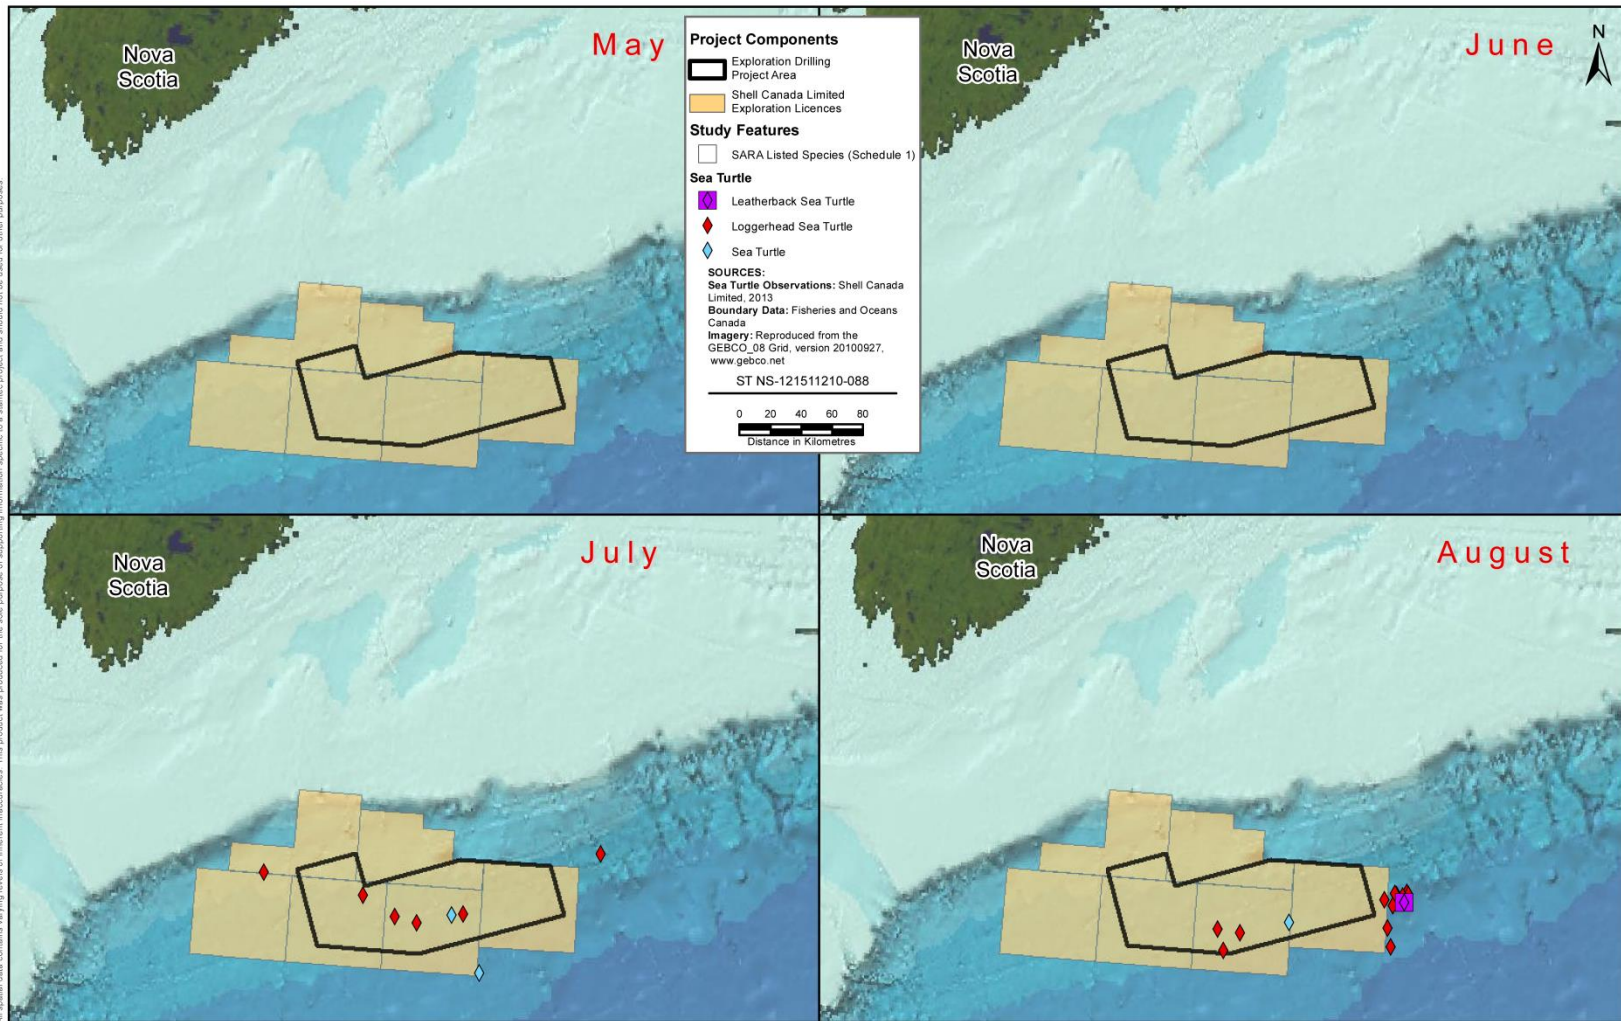 Nova
Scotia
May
Project Components
Exploration Drilling
Project Area
Shell Canada Limited
Exploration Licences
Study Features
SARA Listed Species (Schedule 1)
Sea Turtle
Leatherback Sea Turtle
Loggerhead Sea Turtle
Sea Turtle
SOURCES:
Sea Turtle Observations: Shell Canada
Limited, 2013
Boundary Data: Fisheries and Oceans
Canada
Imagery: Reproduced from the
GEBCO_08 Grid, version 20100927,
www.gebco.net
ST NS-121511210-088
0 20 40 60 80
Distance in Kilometres
Nova
Scotia
June
N
Nova
Scotia
July
Nova
Scotia
August